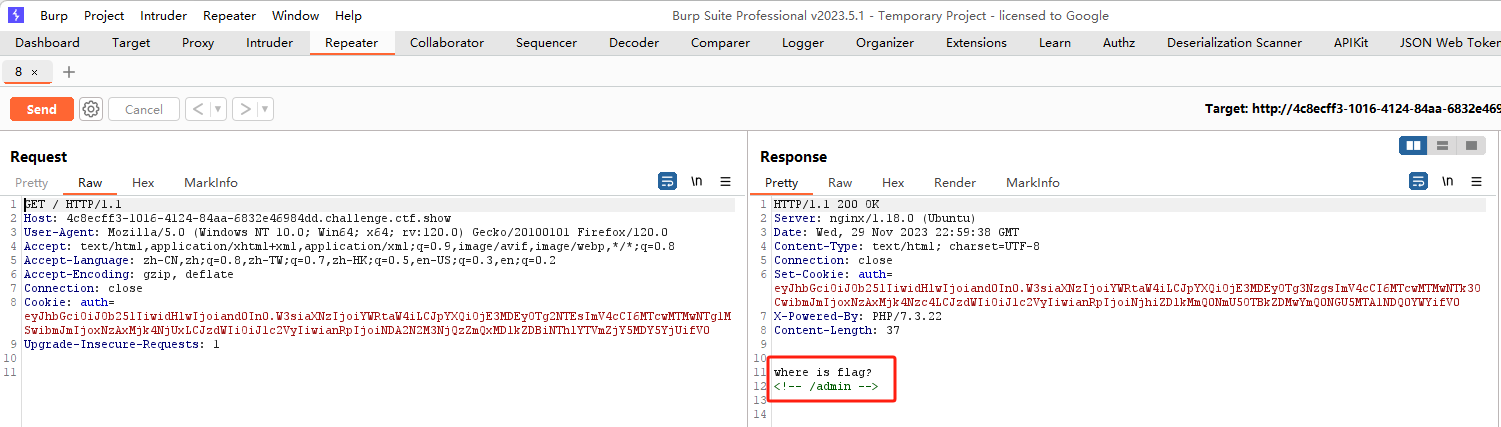 Burp Project Intruder Repeater Window Help Burp Suite Professional v2023.5.1 - Temporary Project - licensed to Google
Dashboard Target Proxy Intruder Repeater Collaborator Sequencer Decoder Comparer Logger Organizer Extensions Learn Authz Deserialization Scanner APIKit JSON Web Token
8 × +
Send Cancel < > Target: http://4c8ecff3-1016-4124-84aa-6832e469
Request
Pretty Raw Hex MarkInfo \n
1 GET / HTTP/1.1
2 Host: 4c8ecff3-1016-4124-84aa-6832e46984dd.challenge.ctf.show
3 User-Agent: Mozilla/5.0 (Windows NT 10.0; Win64; x64; rv:120.0) Gecko/20100101 Firefox/120.0
4 Accept: text/html,application/xhtml+xml,application/xml;q=0.9,image/avif,image/webp,*/*;q=0.8
5 Accept-Language: zh-CN,zh;q=0.8,zh-TW;q=0.7,zh-HK;q=0.5,en-US;q=0.3,en;q=0.2
6 Accept-Encoding: gzip, deflate
7 Connection: close
8 Cookie: auth=
9 Upgrade-Insecure-Requests: 1
10
11
Response
Pretty Raw Hex Render MarkInfo \n
1 HTTP/1.1 200 OK
2 Server: nginx/1.18.0 (Ubuntu)
3 Date: Wed, 29 Nov 2023 22:59:38 GMT
4 Content-Type: text/html; charset=UTF-8
5 Connection: close
6 Set-Cookie: auth=
7 X-Powered-By: PHP/7.3.22
8 Content-Length: 37
9
10
11 where is flag?
12 <!-- /admin -->
13
14